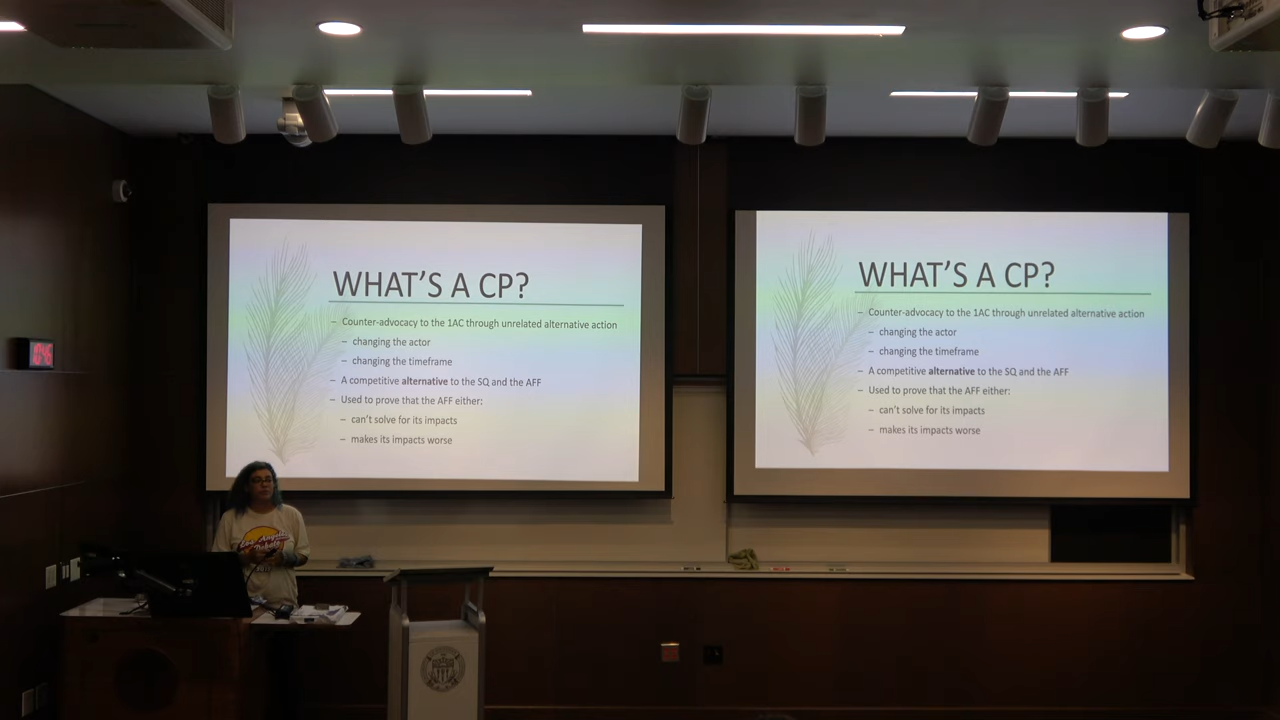 WHAT'S A CP?
– Counter-advocacy to the 1AC through unrelated alternative action
– changing the actor
– changing the timeframe
– A competitive alternative to the SQ and the AFF
– Used to prove that the AFF either:
– can't solve for its impacts
– makes its impacts worse
WHAT'S A CP?
– Counter-advocacy to the 1AC through unrelated alternative action
– changing the actor
– changing the timeframe
– A competitive alternative to the SQ and the AFF
– Used to prove that the AFF either:
– can't solve for its impacts
– makes its impacts worse
Los Angeles
Debate